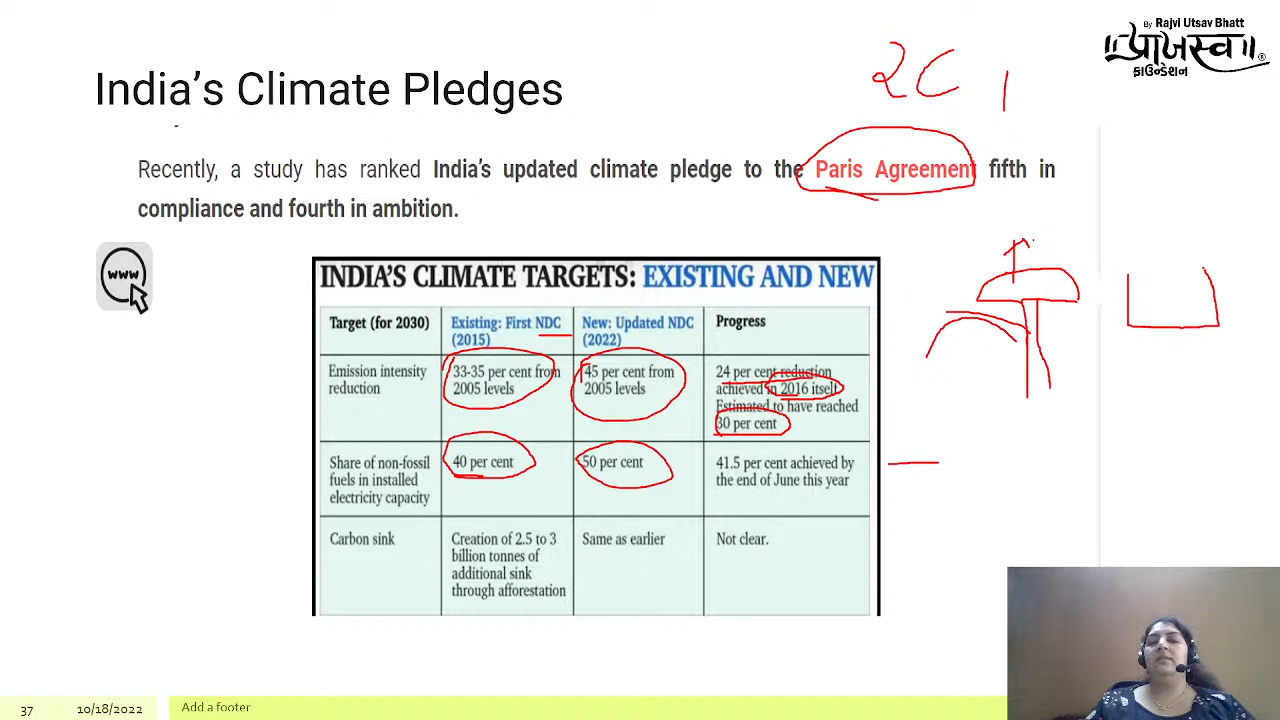 By Rajvi Utsav Bhatt
॥प्राजस्व॥
®
ફાઉન્ડેશન
India's Climate Pledges
Recently, a study has ranked India's updated climate pledge to the Paris Agreement fifth in
compliance and fourth in ambition.
www
INDIA'S CLIMATE TARGETS: EXISTING AND NEW
Target (for 2030)
Existing: First NDC
(2015)
New: Updated NDC
(2022)
Progress
Emission intensity
reduction
33-35 per cent from
2005 levels
45 per cent from
2005 levels
24 per cent reduction
achieved in 2016 itself
Estimated to have reached
30 per cent
Share of non-fossil
fuels in installed
electricity capacity
40 per cent
50 per cent
41.5 per cent achieved by
the end of June this year
Carbon sink
Creation of 2.5 to 3
billion tonnes of
additional sink
through afforestation
Same as earlier
Not clear.
37
10/18/2022
Add a footer